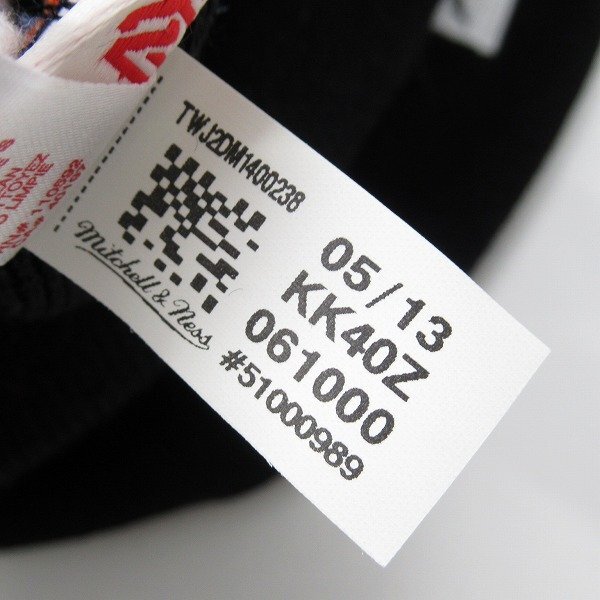 TWJ2DM1400238
Mitchell & Ness
05/13
KK40Z
061000
#51000989